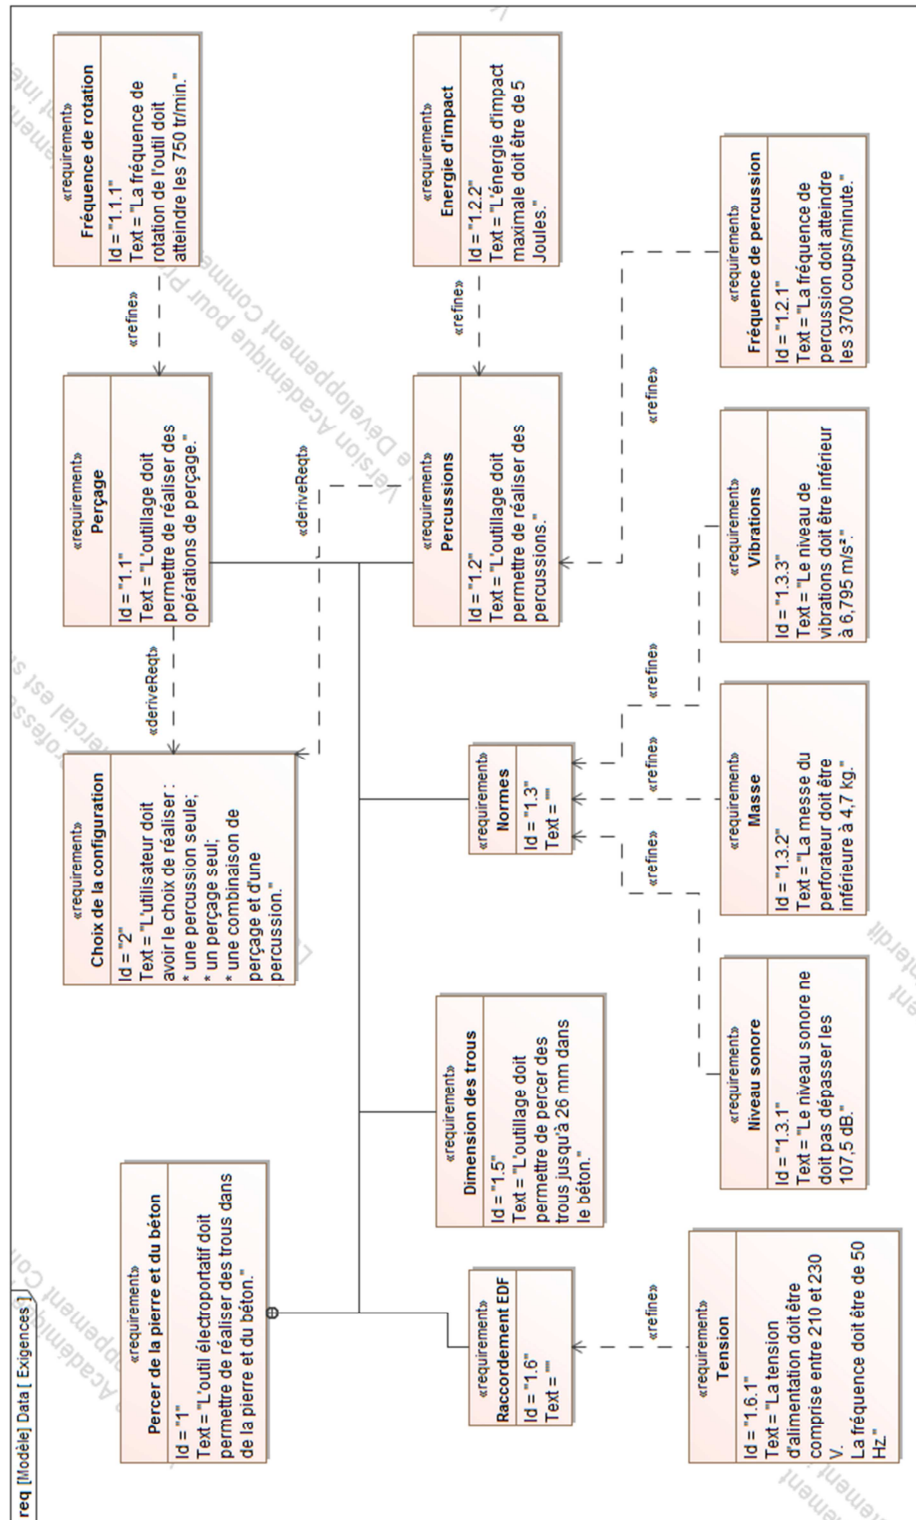 req [Modèle] Data [ Exigences ]
«requirement»
Percer de la pierre et du béton
Id = "1"
Text = "L'outil électroportatif doit
permettre de réaliser des trous dans
de la pierre et du béton."
«requirement»
Choix de la configuration
Id = "2"
Text = "L'utilisateur doit
avoir le choix de réaliser :
* une percussion seule;
* un perçage seul;
* une combinaison de
perçage et d'une
percussion."
«deriveReqt»
«requirement»
Perçage
Id = "1.1"
Text = "L'outillage doit
permettre de réaliser des
opérations de perçage."
«refine»
«requirement»
Fréquence de rotation
Id = "1.1.1"
Text = "La fréquence de
rotation de l'outil doit
atteindre les 750 tr/min."
«deriveReqt»
«requirement»
Raccordement EDF
Id = "1.6"
Text = ""
«requirement»
Dimension des trous
Id = "1.5"
Text = "L'outillage doit
permettre de percer des
trous jusqu'à 26 mm dans
le béton."
«requirement»
Normes
Id = "1.3"
Text = ""
«requirement»
Percussions
Id = "1.2"
Text = "L'outillage doit
permettre de réaliser des
percussions."
«refine»
«requirement»
Energie d'impact
Id = "1.2.2"
Text = "L'énergie d'impact
maximale doit être de 5
Joules."
«refine»
«refine»
«refine»
«refine»
«refine»
«requirement»
Tension
Id = "1.6.1"
Text = "La tension
d'alimentation doit être
comprise entre 210 et 230
V.
La fréquence doit être de 50
Hz."
«requirement»
Niveau sonore
Id = "1.3.1"
Text = "Le niveau sonore ne
doit pas dépasser les
107,5 dB."
«requirement»
Masse
Id = "1.3.2"
Text = "La messe du
perforateur doit être
inférieure à 4,7 kg."
«requirement»
Vibrations
Id = "1.3.3"
Text = "Le niveau de
vibrations doit être inférieur
à 6,795 m/s²."
«requirement»
Fréquence de percussion
Id = "1.2.1"
Text = "La fréquence de
percussion doit atteindre
les 3700 coups/minute."
Version Académique pour
Développement